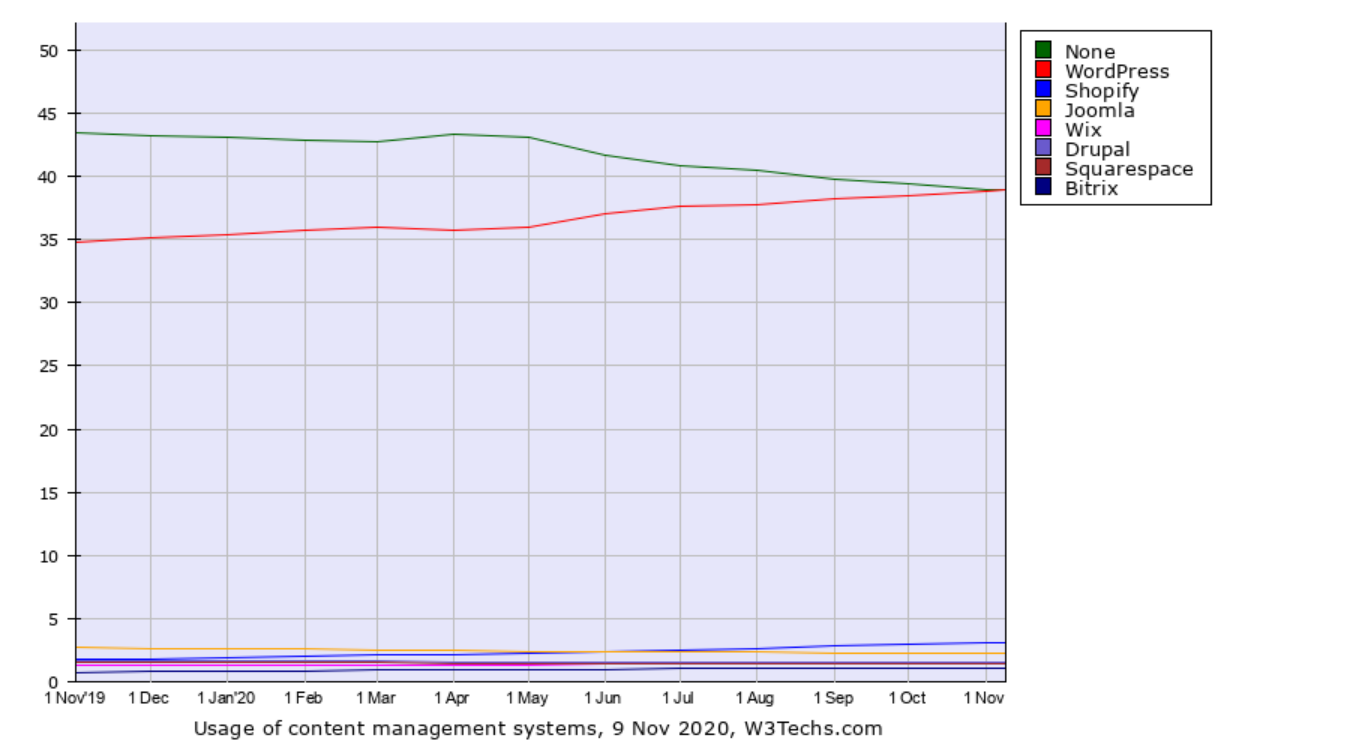 50
45
40
35
30
25
20
15
10
5
0
1 Nov'19 1 Dec 1 Jan'20 1 Feb 1 Mar 1 Apr 1 May 1 Jun 1 Jul 1 Aug 1 Sep 1 Oct 1 Nov
Usage of content management systems, 9 Nov 2020, W3Techs.com
None
WordPress
Shopify
Joomla
Wix
Drupal
Squarespace
Bitrix